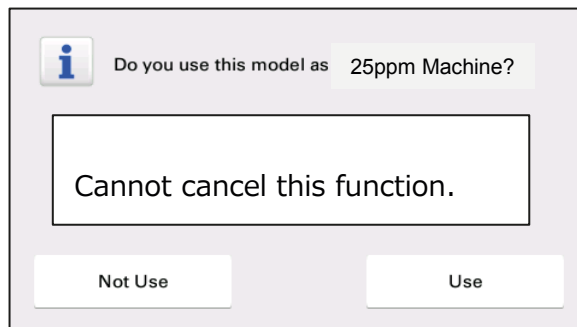 Do you use this model as 25ppm Machine?
Cannot cancel this function.
Not Use
Use